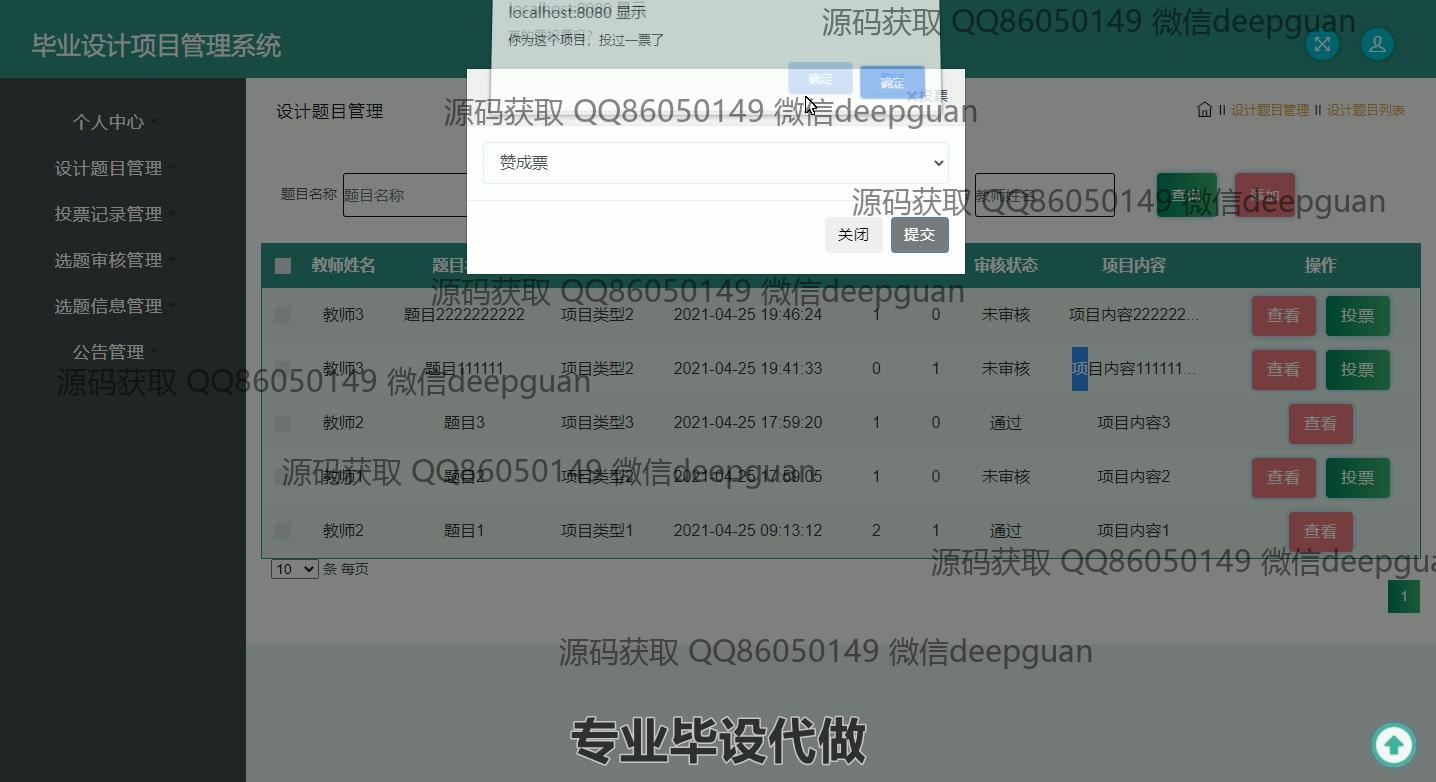 localhost:8080 显示
源码获取 QQ86050149 微信deepguan
毕业设计项目管理系统
你为这个项目，投过一票了
确定 确定
×投票
源码获取 QQ86050149 微信deepguan
个人中心
设计题目管理
设计题目管理 II 设计题目列表
赞成票
设计题目管理
题目名称 题目名称
教师姓名
查询 添加
源码获取 QQ86050149 微信deepguan
投票记录管理
关闭 提交
选题审核管理
教师姓名 题目 审核状态 项目内容 操作
源码获取 QQ86050149 微信deepguan
选题信息管理
教师3 题目2222222222 项目类型2 2021-04-25 19:46:24 1 0 未审核 项目内容222222... 查看 投票
公告管理
教师3 题目111111 项目类型2 2021-04-25 19:41:33 0 1 未审核 项目内容111111... 查看 投票
源码获取 QQ86050149 微信deepguan
教师2 题目3 项目类型3 2021-04-25 17:59:20 1 0 通过 项目内容3 查看
源码获取 QQ86050149 微信deepguan
教师1 题目2 项目类型2 2021-04-25 17:59:05 1 0 未审核 项目内容2 查看 投票
教师2 题目1 项目类型1 2021-04-25 09:13:12 2 1 通过 项目内容1 查看
源码获取 QQ86050149 微信deepgua
10 条 每页
1
源码获取 QQ86050149 微信deepguan
专业毕设代做